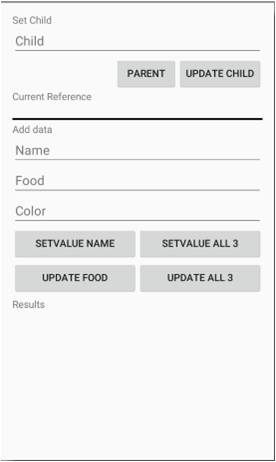 Set Child
Child
PARENT UPDATE CHILD
Current Reference
Add data
Name
Food
Color
SETVALUE NAME SETVALUE ALL 3
UPDATE FOOD UPDATE ALL 3
Results